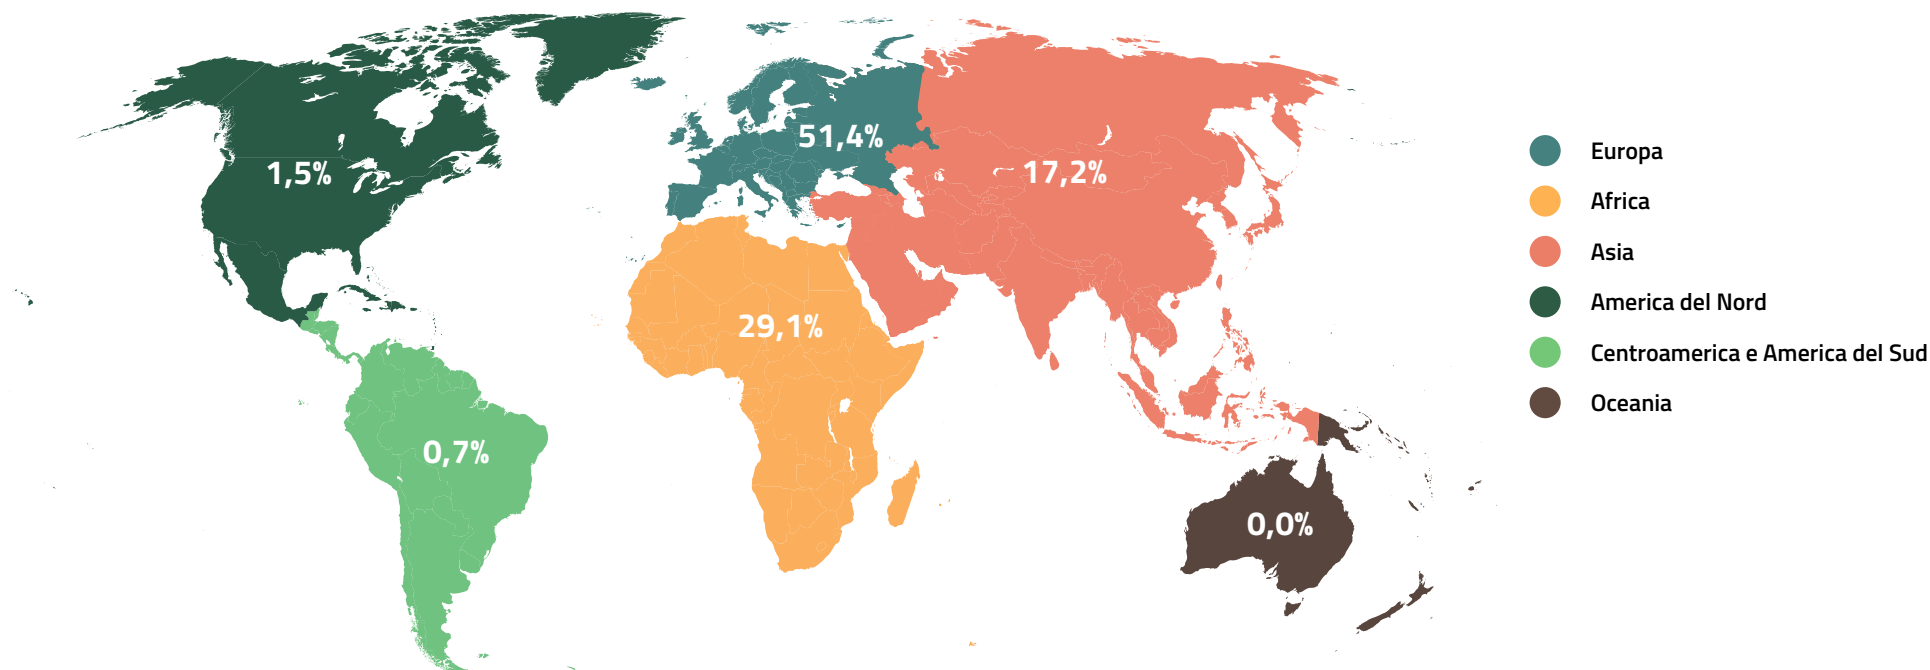 51,4%
1,5%
17,2%
29,1%
0,7%
0,0%
Europa
Africa
Asia
America del Nord
Centroamerica e America del Sud
Oceania